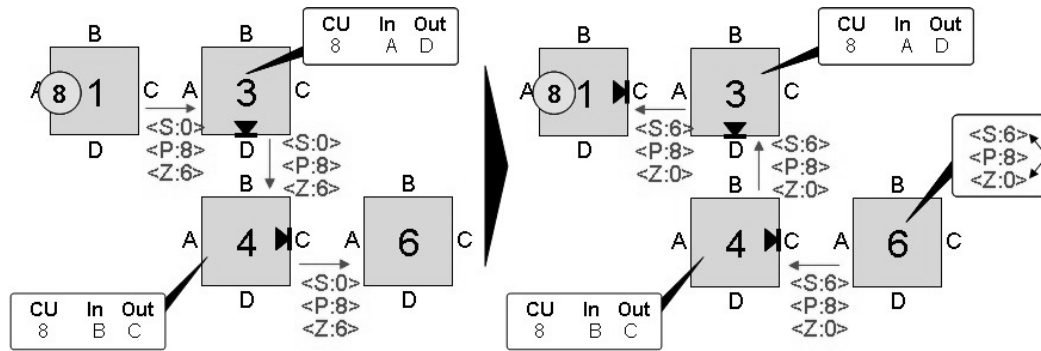 CU In Out
8 A D
B
B
A
8
1
C
A
3
C
D
D
<S:0>
<P:8>
<Z:6>
<S:0>
<P:8>
<Z:6>
B
B
A
4
C
A
6
C
D
D
<S:0>
<P:8>
<Z:6>
CU In Out
8 B C
CU In Out
8 A D
B
B
A
8
1
C
A
3
C
D
D
<S:6>
<P:8>
<Z:0>
<S:6>
<P:8>
<Z:0>
<S:6>
<P:8>
<Z:0>
B
B
A
4
C
A
6
C
D
D
<S:6>
<P:8>
<Z:0>
CU In Out
8 B C